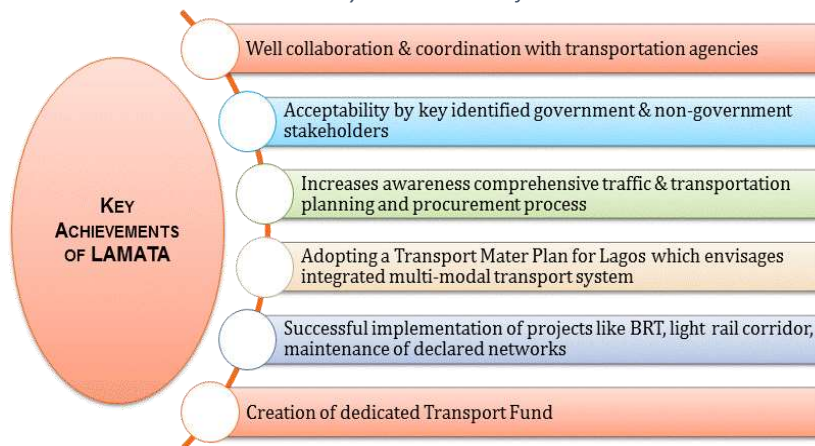 Well collaboration & coordination with transportation agencies
Acceptability by key identified government & non-government
stakeholders
Increases awareness comprehensive traffic & transportation
planning and procurement process
KEY
ACHIEVEMENTS
OF LAMATA
Adopting a Transport Mater Plan for Lagos which envisages
integrated multi-modal transport system
Successful implementation of projects like BRT, light rail corridor,
maintenance of declared networks
Creation of dedicated Transport Fund